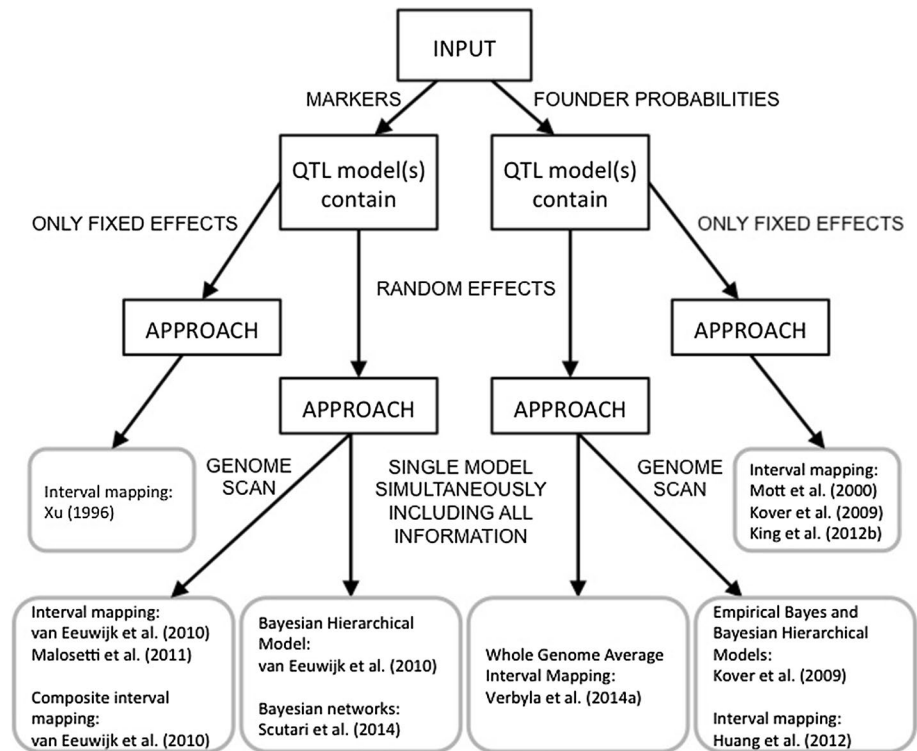 INPUT
MARKERS
FOUNDER PROBABILITIES
QTL model(s)
contain
QTL model(s)
contain
ONLY FIXED EFFECTS
ONLY FIXED EFFECTS
RANDOM EFFECTS
APPROACH
APPROACH
APPROACH
APPROACH
Interval mapping:
Xu (1996)
GENOME
SCAN
SINGLE MODEL
SIMULTANEOUSLY
INCLUDING ALL
INFORMATION
GENOME
SCAN
Interval mapping:
Mott et al. (2000)
Kover et al. (2009)
King et al. (2012b)
Interval mapping:
van Eeuwijk et al. (2010)
Malosetti et al. (2011)
Composite interval
mapping:
van Eeuwijk et al. (2010)
Bayesian Hierarchical
Model:
van Eeuwijk et al. (2010)
Bayesian networks:
Scutari et al. (2014)
Whole Genome Average
Interval Mapping:
Verbyla et al. (2014a)
Empirical Bayes and
Bayesian Hierarchical
Models:
Kover et al. (2009)
Interval mapping:
Huang et al. (2012)